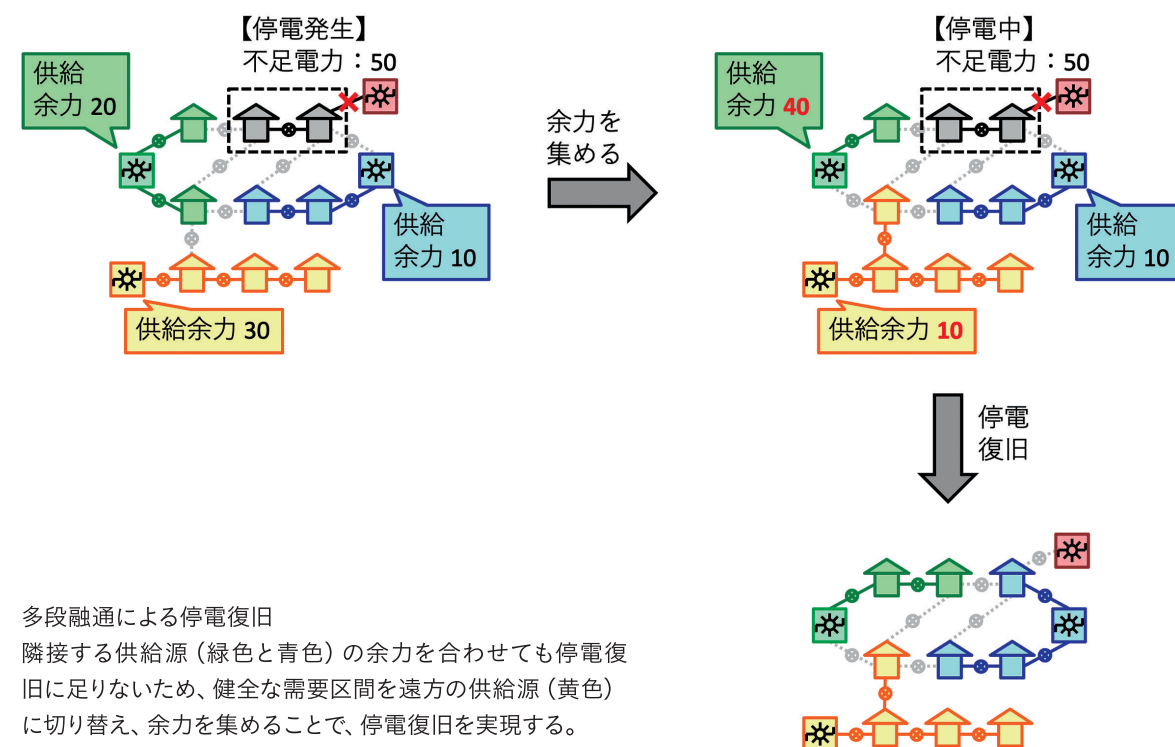 【停電発生】
不足電力：50
供給
余力 20
供給
余力 10
供給余力 30
余力を
集める
【停電中】
不足電力：50
供給
余力 40
供給
余力 10
供給余力 10
停電
復旧
多段融通による停電復旧
隣接する供給源（緑色と青色）の余力を合わせても停電復
旧に足りないため、健全な需要区間を遠方の供給源（黄色）
に切り替え、余力を集めることで、停電復旧を実現する。